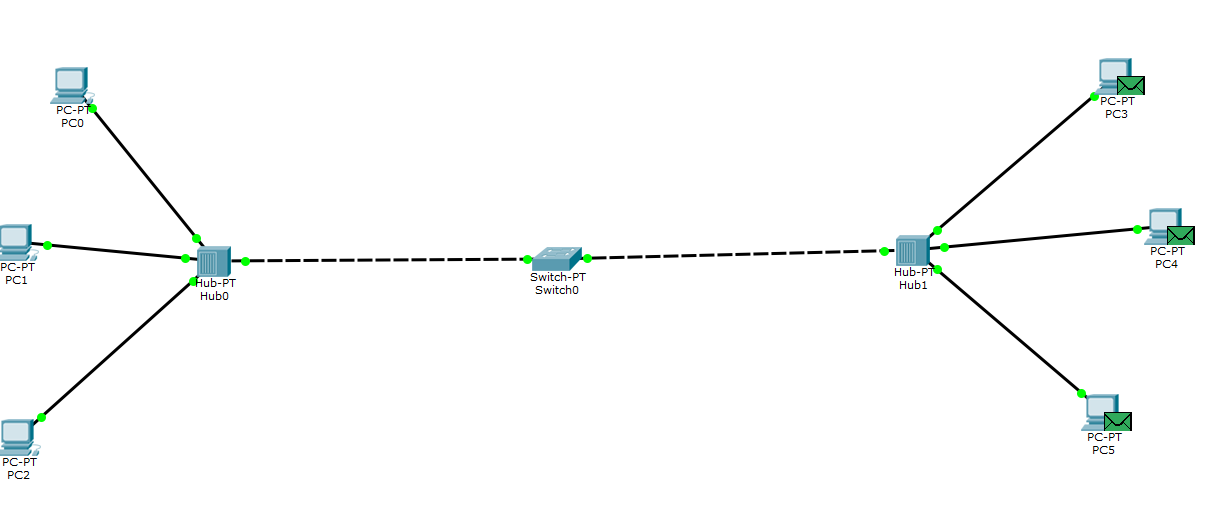 PC-PT
PC0
PC-PT
PC1
PC-PT
PC2
Hub-PT
Hub0
Switch-PT
Switch0
Hub-PT
Hub1
PC-PT
PC3
PC-PT
PC4
PC-PT
PC5